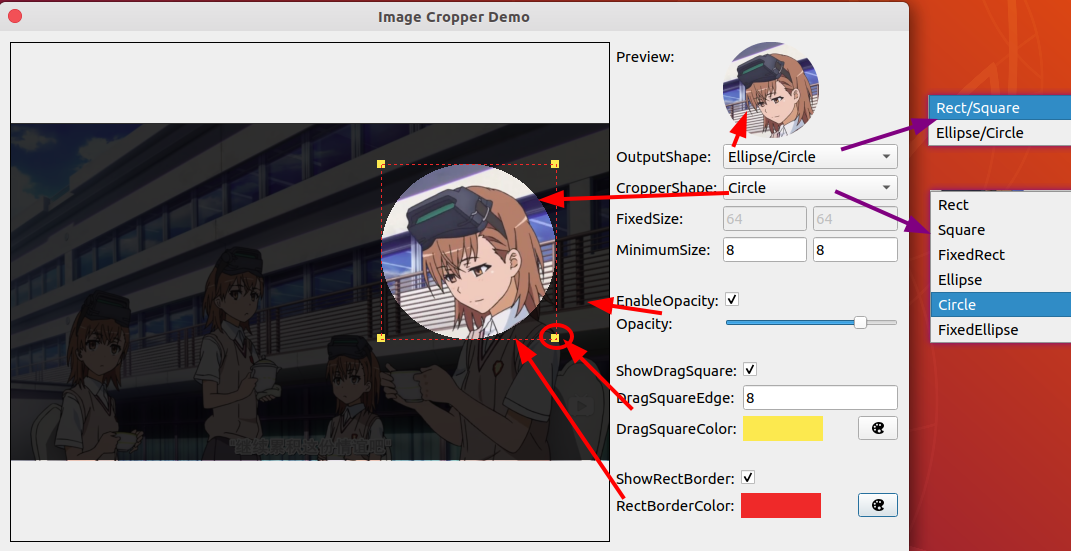 Image Cropper Demo
Preview:
OutputShape: Ellipse/Circle
CropperShape: Circle
FixedSize: 64 64
MinimumSize: 8 8
EnableOpacity:
Opacity:
ShowDragSquare:
DragSquareEdge: 8
DragSquareColor:
ShowRectBorder:
RectBorderColor:
Rect/Square
Ellipse/Circle
Rect
Square
FixedRect
Ellipse
Circle
FixedEllipse